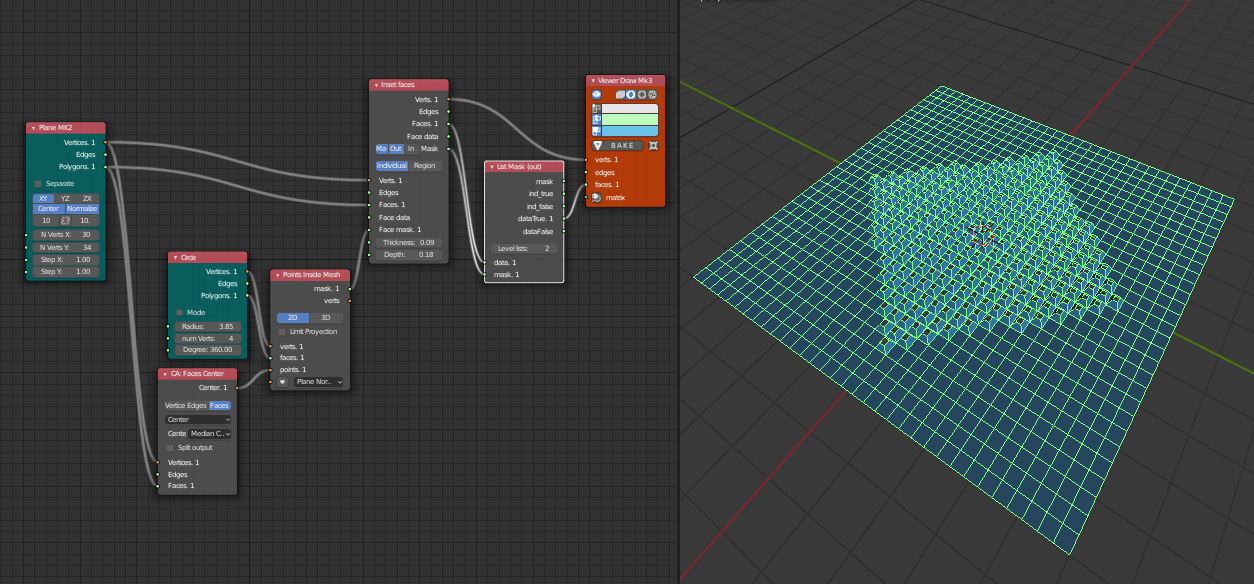 Plane MK2
Vertices. 1
Edges
Polygons. 1
Separate
XY YZ ZX
Center Normalize
10 10.
N Verts X: 30
N Verts Y: 34
Step X: 1.00
Step Y: 1.00
Circle
Vertices. 1
Edges
Polygons. 1
Mode
Radius: 3.85
num Verts: 4
Degree: 360.00
CA: Faces Center
Center. 1
Vertice Edges Faces
Center
Cente Median C..
Split output
Vertices. 1
Edges
Faces. 1
Points Inside Mesh
mask. 1
verts
2D 3D
Limit Projection
verts. 1
faces. 1
points. 1
Plane Nor..
Inset faces
Verts. 1
Edges
Faces. 1
Face data
Ma Out In Mask
Individual Region
Verts. 1
Edges
Faces. 1
Face data
Face mask. 1
Thickness: 0.09
Depth: 0.18
List Mask (out)
mask
ind_true
ind_false
dataTrue. 1
dataFalse
Level lists: 2
data. 1
mask. 1
Viewer Draw Mk3
BAKE
verts. 1
edges
faces. 1
matrix